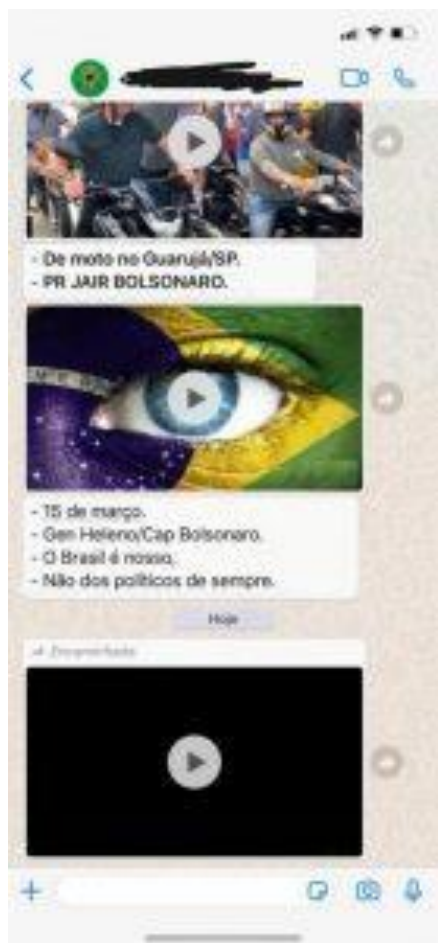 - De moto no Guarujá/SP.
- PR JAIR BOLSONARO.
- 15 de março.
- Gen Heleno/Cap Bolsonaro.
- O Brasil é nosso,
- Não dos políticos de sempre.
Hoje
Encaminhada